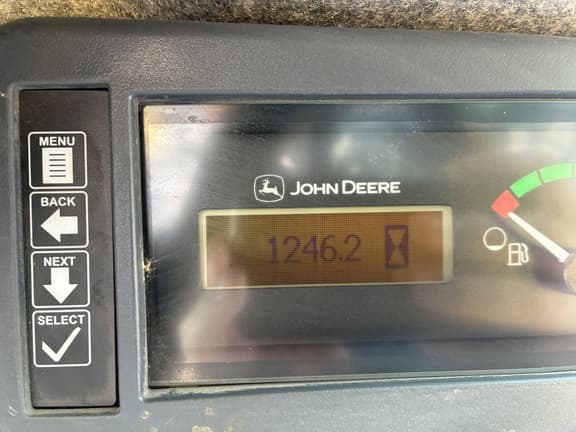 MENU
BACK
NEXT
SELECT
JOHN DEERE
1246.2